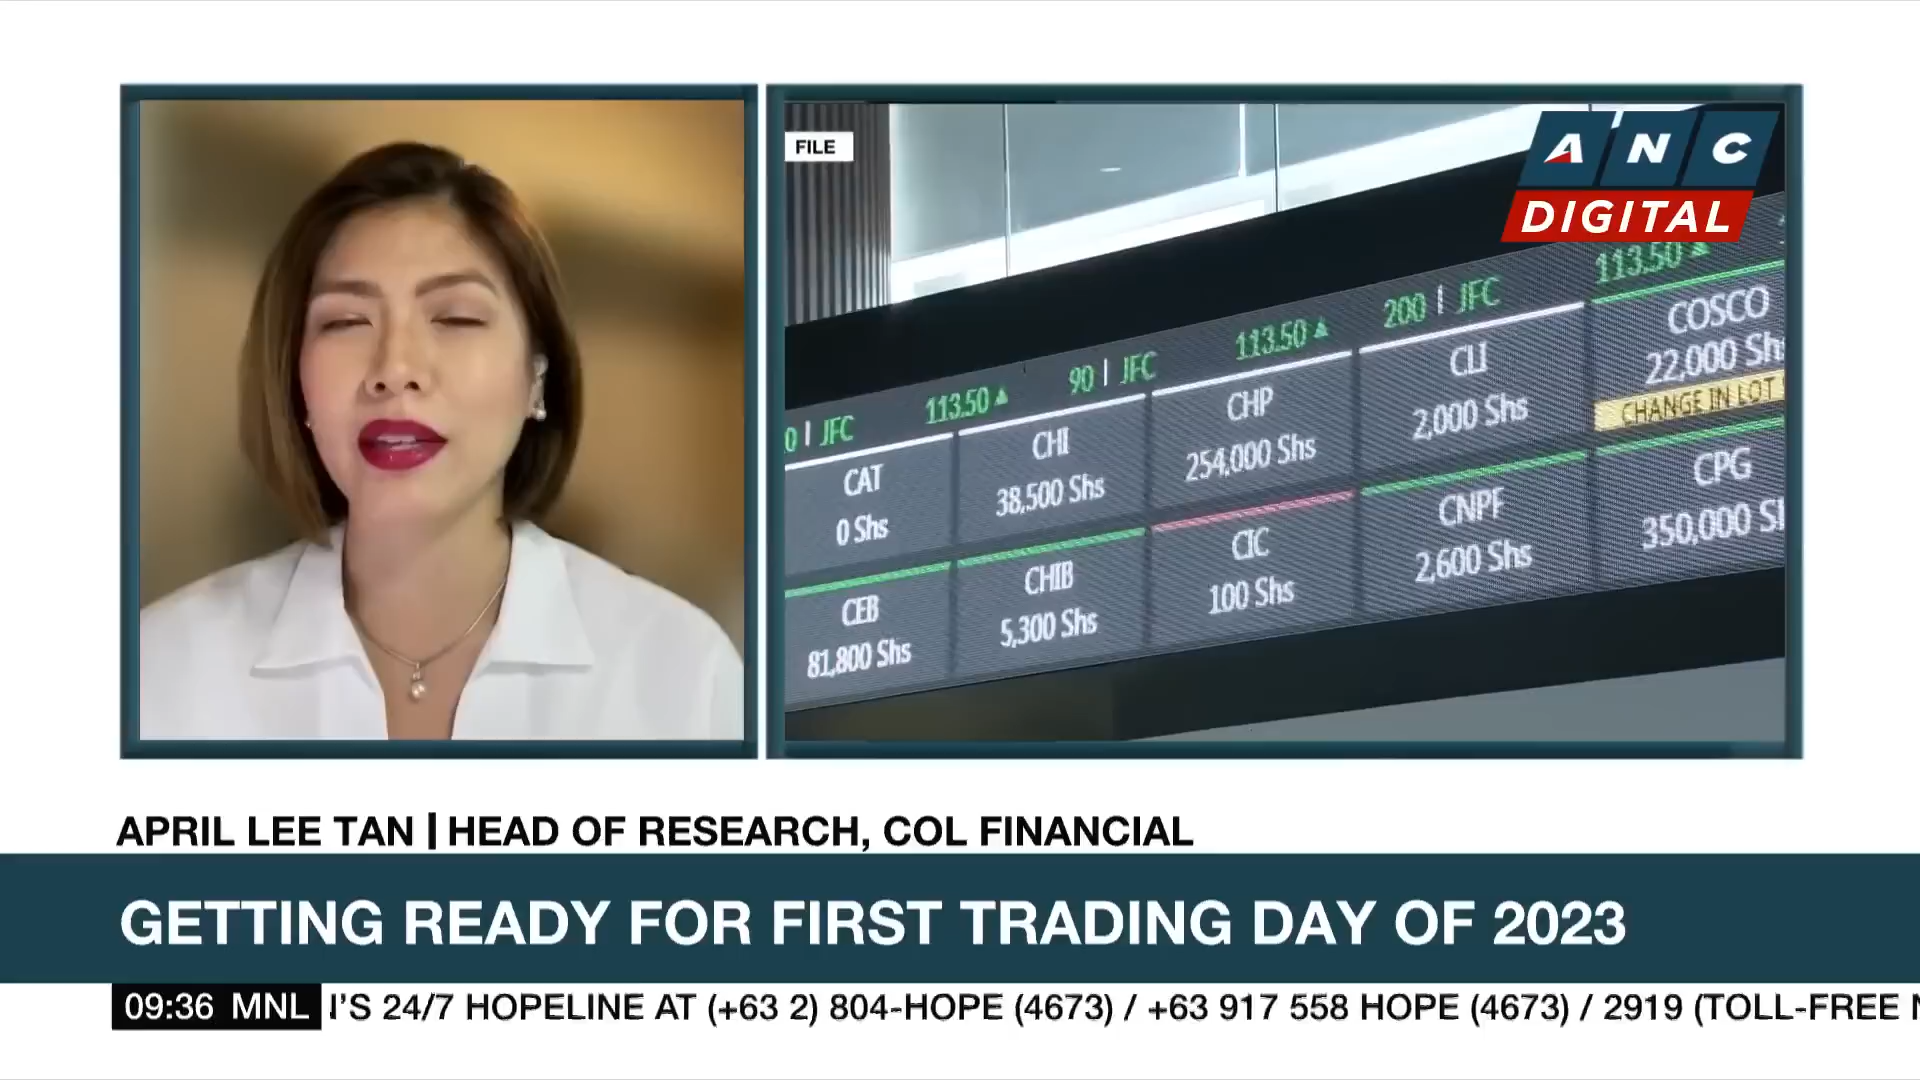 FILE
ANC
DIGITAL
0 | JFC 113.50 ▲ 90 | JFC 113.50 ▲ 200 | JFC 113.50 ▲
CAT
0 Shs
CHI
38,500 Shs
CHP
254,000 Shs
CLI
2,000 Shs
COSCO
22,000 Sh
CHANGE IN LOT
CEB
81,800 Shs
CHIB
5,300 Shs
CIC
100 Shs
CNPF
2,600 Shs
CPG
350,000 S
APRIL LEE TAN | HEAD OF RESEARCH, COL FINANCIAL
GETTING READY FOR FIRST TRADING DAY OF 2023
09:36 MNL 'S 24/7 HOPELINE AT (+63 2) 804-HOPE (4673) / +63 917 558 HOPE (4673) / 2919 (TOLL-FREE